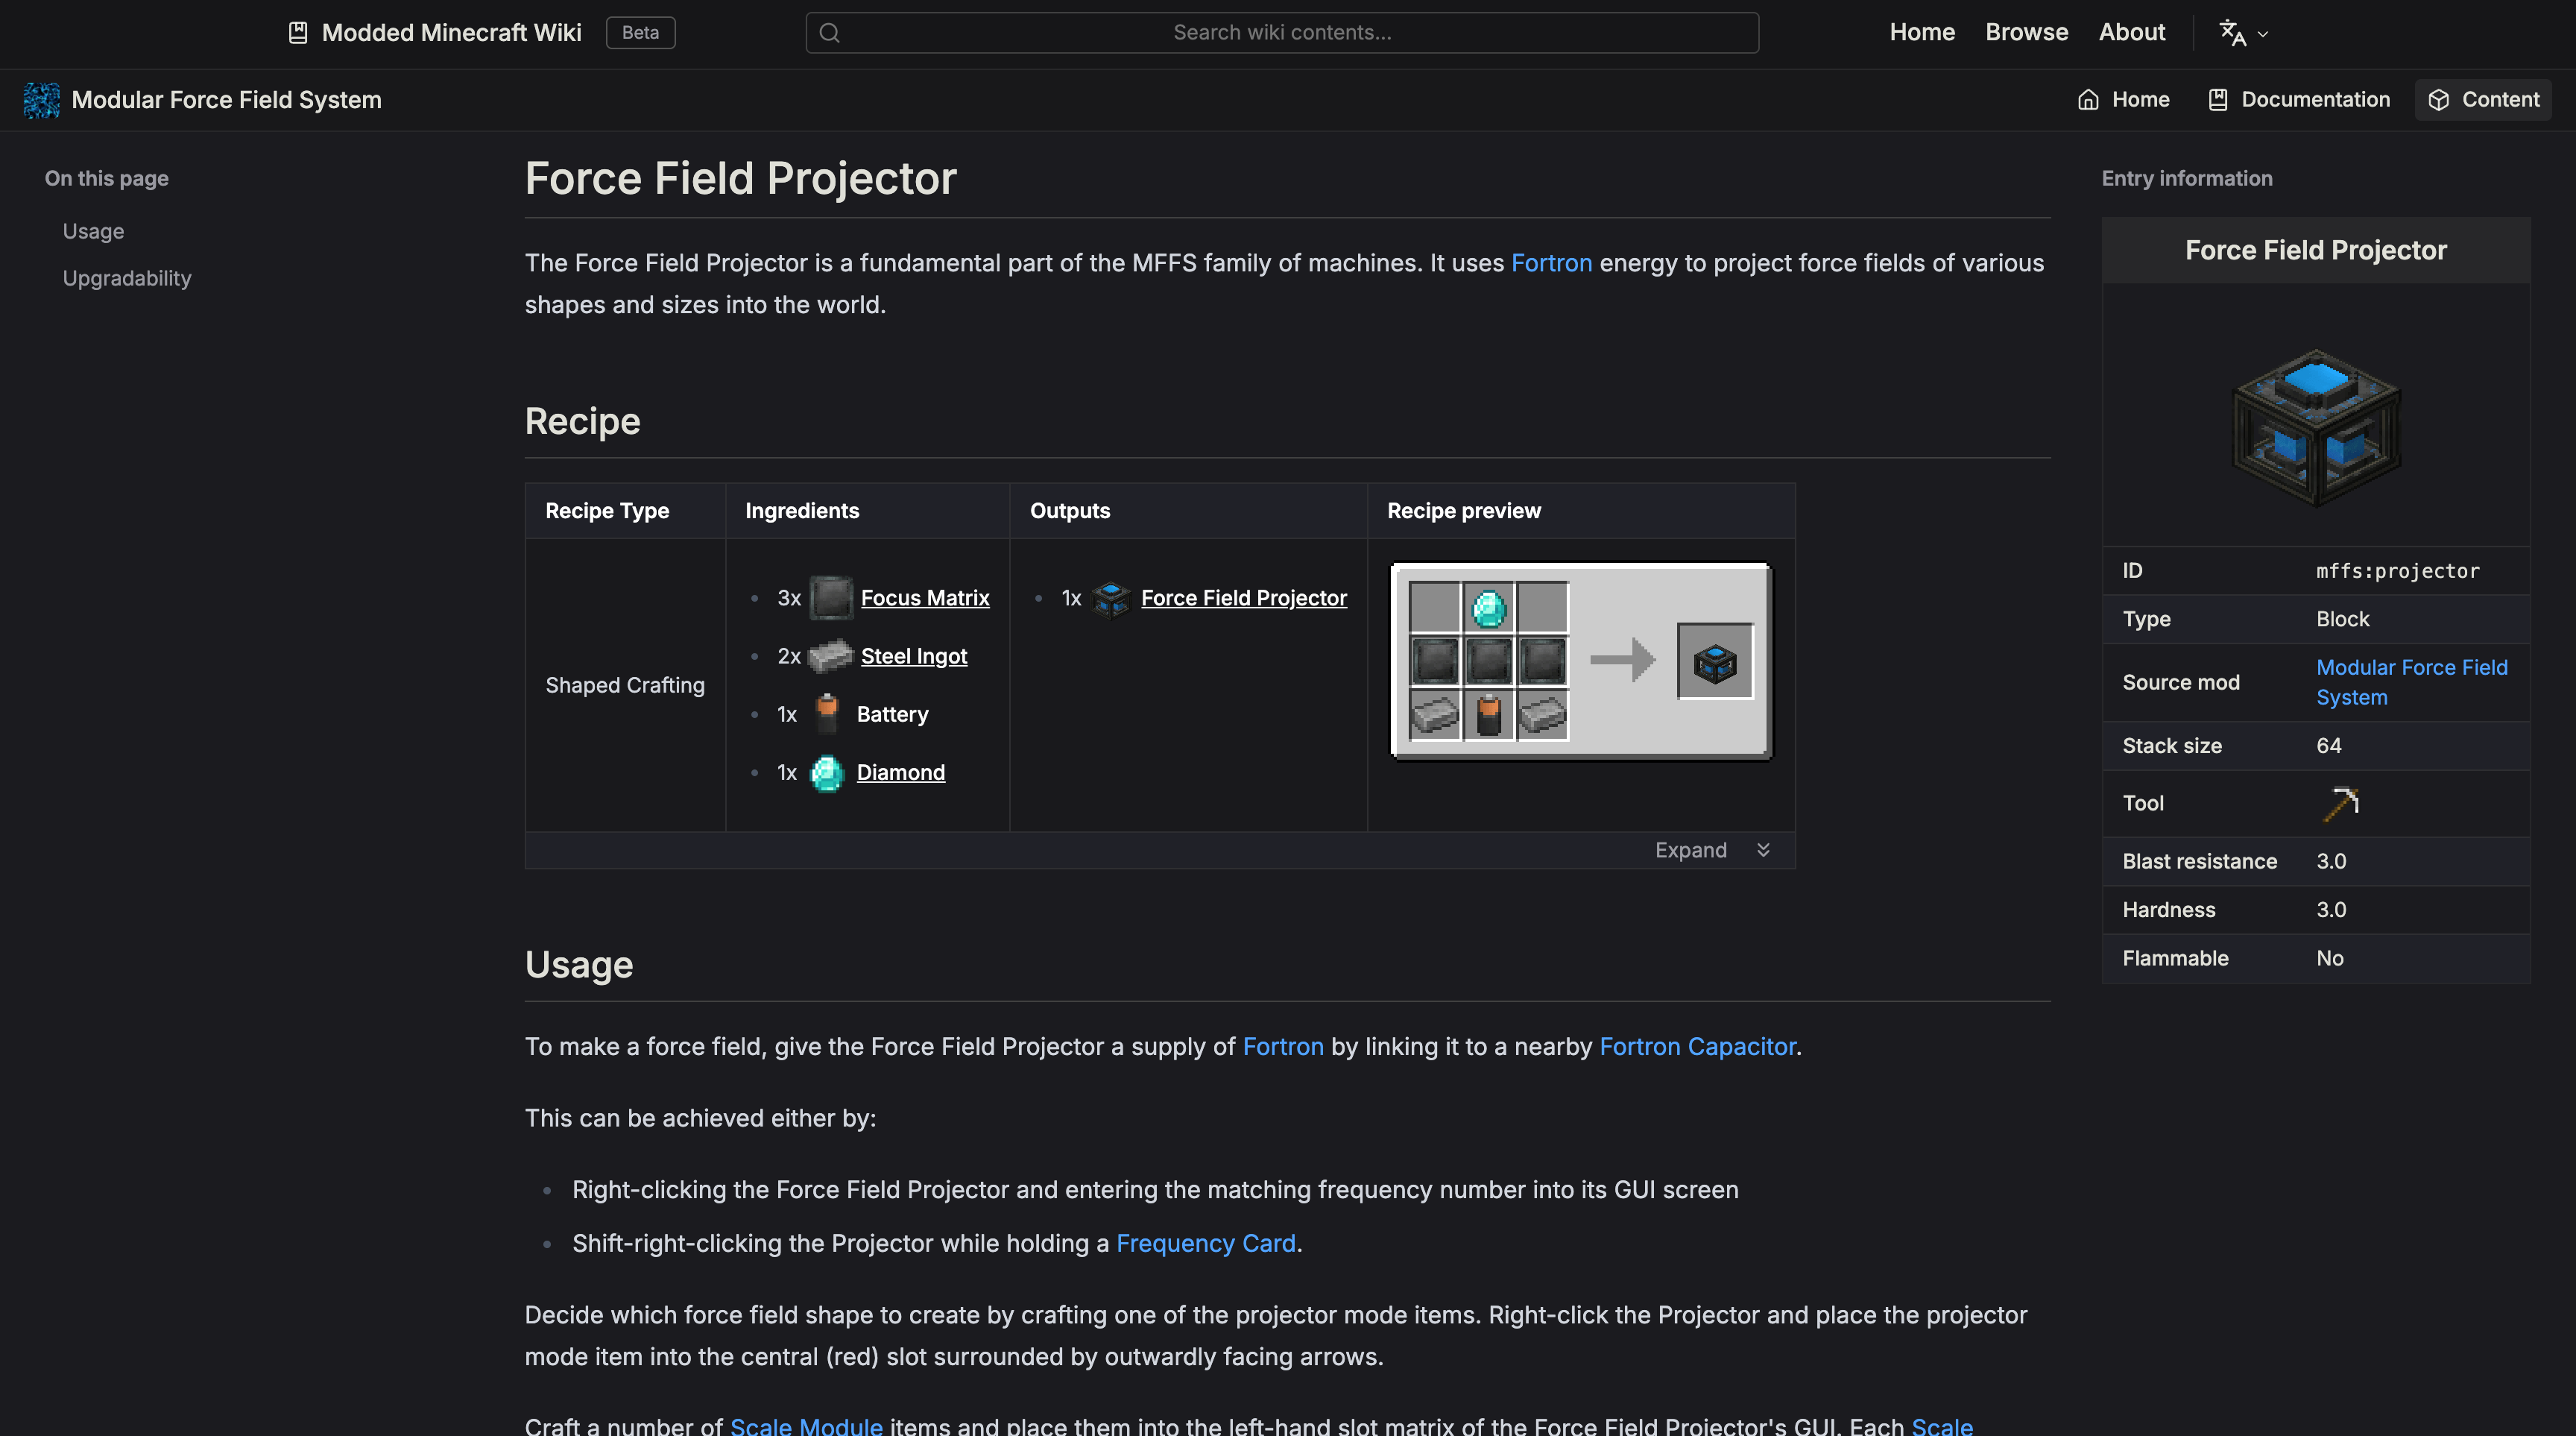 Modded Minecraft Wiki Beta
Search wiki contents...
Home Browse About
Modular Force Field System
Home Documentation Content
On this page
Usage
Upgradability
Force Field Projector
The Force Field Projector is a fundamental part of the MFFS family of machines. It uses Fortron energy to project force fields of various
shapes and sizes into the world.
Recipe
Recipe Type Ingredients Outputs Recipe preview
Shaped Crafting
3x Focus Matrix
2x Steel Ingot
1x Battery
1x Diamond
1x Force Field Projector
Expand
Usage
To make a force field, give the Force Field Projector a supply of Fortron by linking it to a nearby Fortron Capacitor.
This can be achieved either by:
Right-clicking the Force Field Projector and entering the matching frequency number into its GUI screen
Shift-right-clicking the Projector while holding a Frequency Card.
Decide which force field shape to create by crafting one of the projector mode items. Right-click the Projector and place the projector
mode item into the central (red) slot surrounded by outwardly facing arrows.
Craft a number of Scale Module items and place them into the left-hand slot matrix of the Force Field Projector's GUI. Each Scale
Entry information
Force Field Projector
ID mffs:projector
Type Block
Source mod Modular Force Field
System
Stack size 64
Tool
Blast resistance 3.0
Hardness 3.0
Flammable No